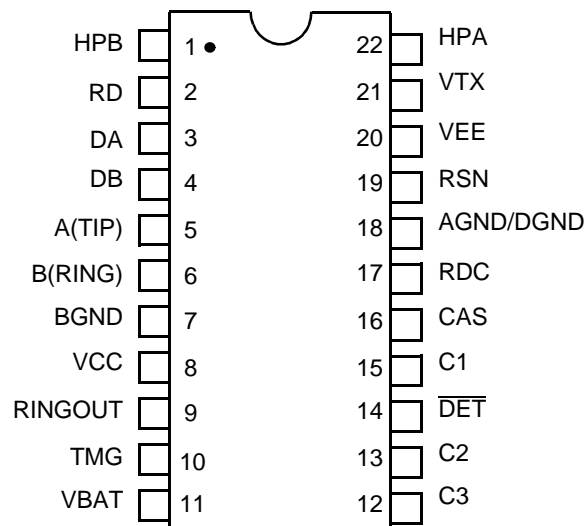 HPB 1 22 HPA
RD 2 21 VTX
DA 3 20 VEE
DB 4 19 RSN
A(TIP) 5 18 AGND/DGND
B(RING) 6 17 RDC
BGND 7 16 CAS
VCC 8 15 C1
RINGOUT 9 14 D̅E̅T̅
TMG 10 13 C2
VBAT 11 12 C3